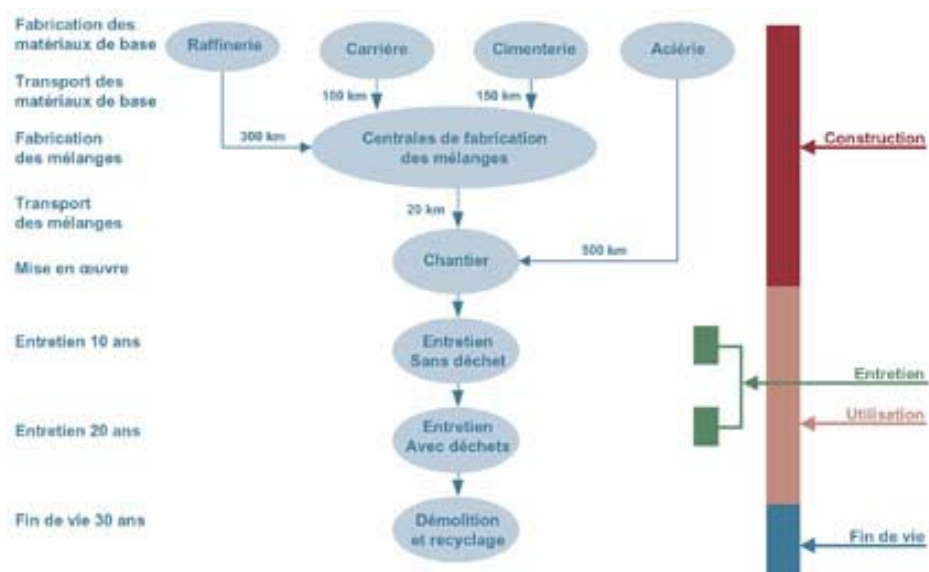 Fabrication des
matériaux de base
Raffinerie
Carrière
Cimenterie
Aciérie
Transport des
matériaux de base
100 km
150 km
Fabrication
des mélanges
300 km
Centrales de fabrication
des mélanges
Construction
Transport
des mélanges
20 km
500 km
Mise en œuvre
Chantier
Entretien 10 ans
Entretien
Sans déchet
Entretien
Utilisation
Entretien 20 ans
Entretien
Avec déchets
Fin de vie 30 ans
Démolition
et recyclage
Fin de vie